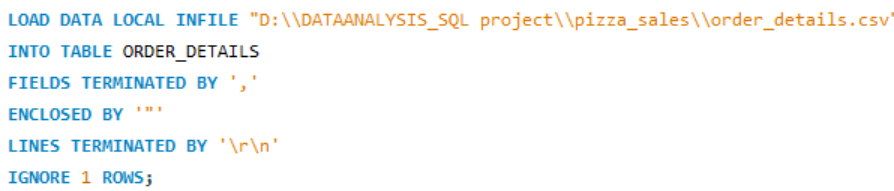 LOAD DATA LOCAL INFILE "D:\\DATAANALYSIS_SQL project\\pizza_sales\\order_details.csv"
INTO TABLE ORDER_DETAILS
FIELDS TERMINATED BY ','
ENCLOSED BY '"'
LINES TERMINATED BY '\r\n'
IGNORE 1 ROWS;